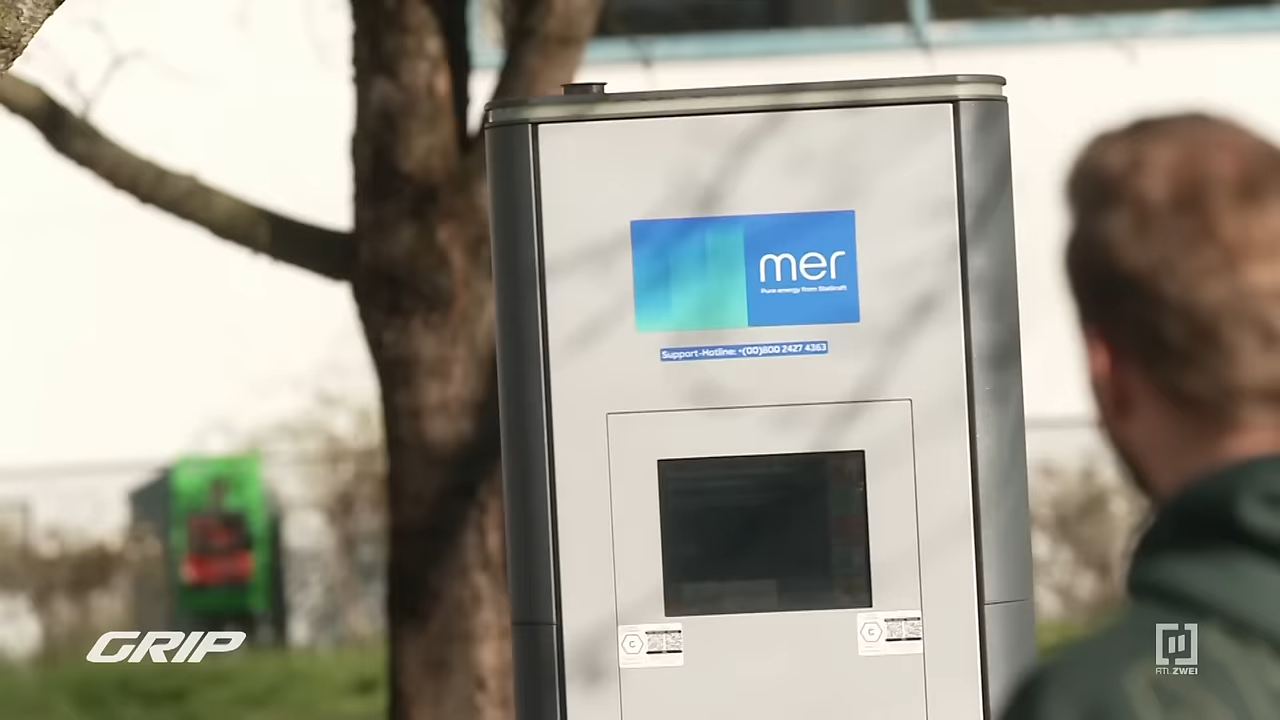 mer
Pure energy from Statkraft
Support-Hotline: +(00)800 2427 4363
C
C
GRIP
RTL ZWEI